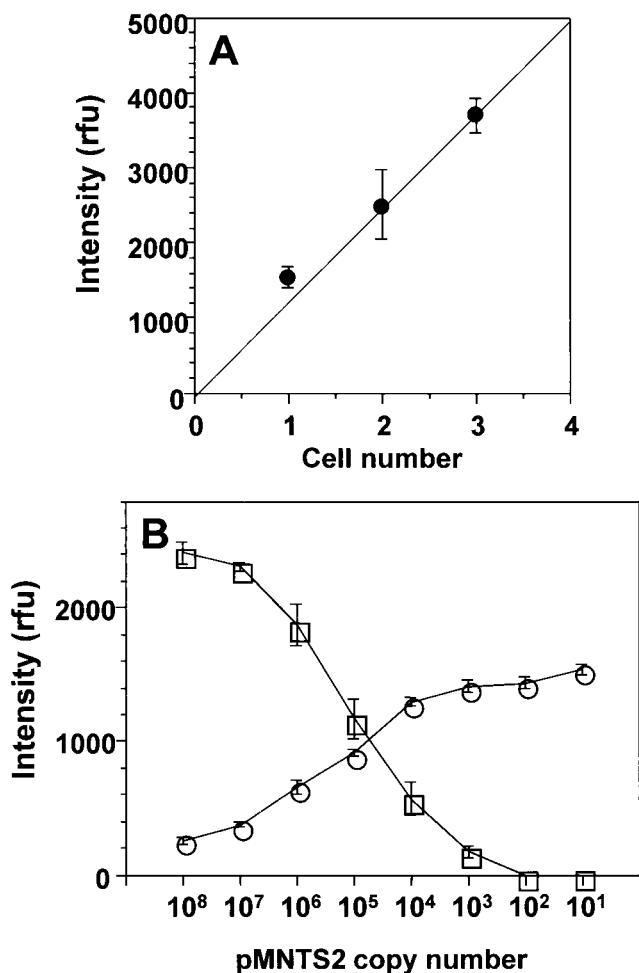 A
Intensity (rfu)
5000
4000
3000
2000
1000
0
0 1 2 3 4
Cell number
B
Intensity (rfu)
2000
1000
0
10⁸ 10⁷ 10⁶ 10⁵ 10⁴ 10³ 10² 10¹
pMNTS2 copy number